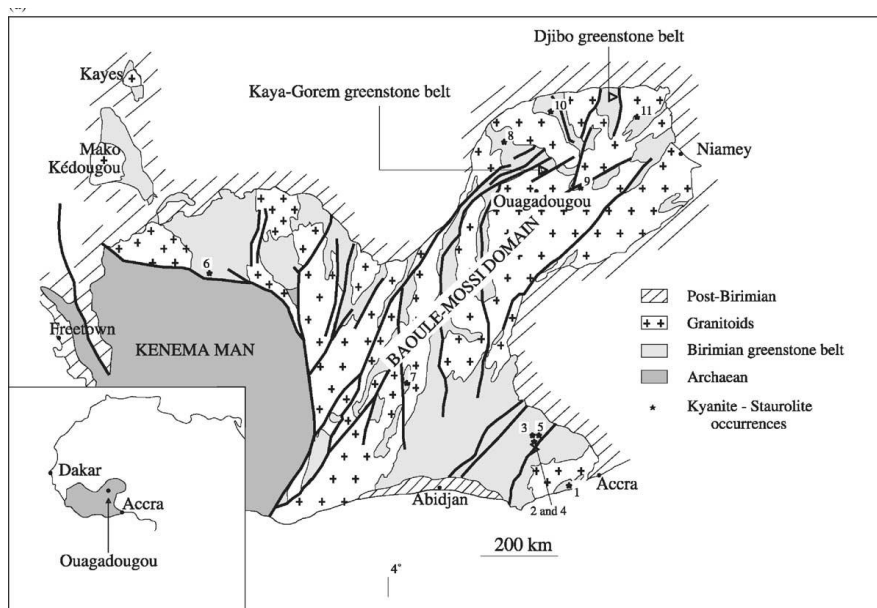 Djibo greenstone belt
Kayes
Kaya-Gorem greenstone belt
10
11
Mako
Kédougou
8
Niamey
9
Ouagadougou
6
BAOULE-MOSSI DOMAIN
Post-Birimian
Granitoids
Freetown
KENEMA MAN
Birimian greenstone belt
7
Archaean
Kyanite - Staurolite
occurrences
3 5
Dakar
Accra
Abidjan
1
Accra
2 and 4
Ouagadougou
200 km
4°